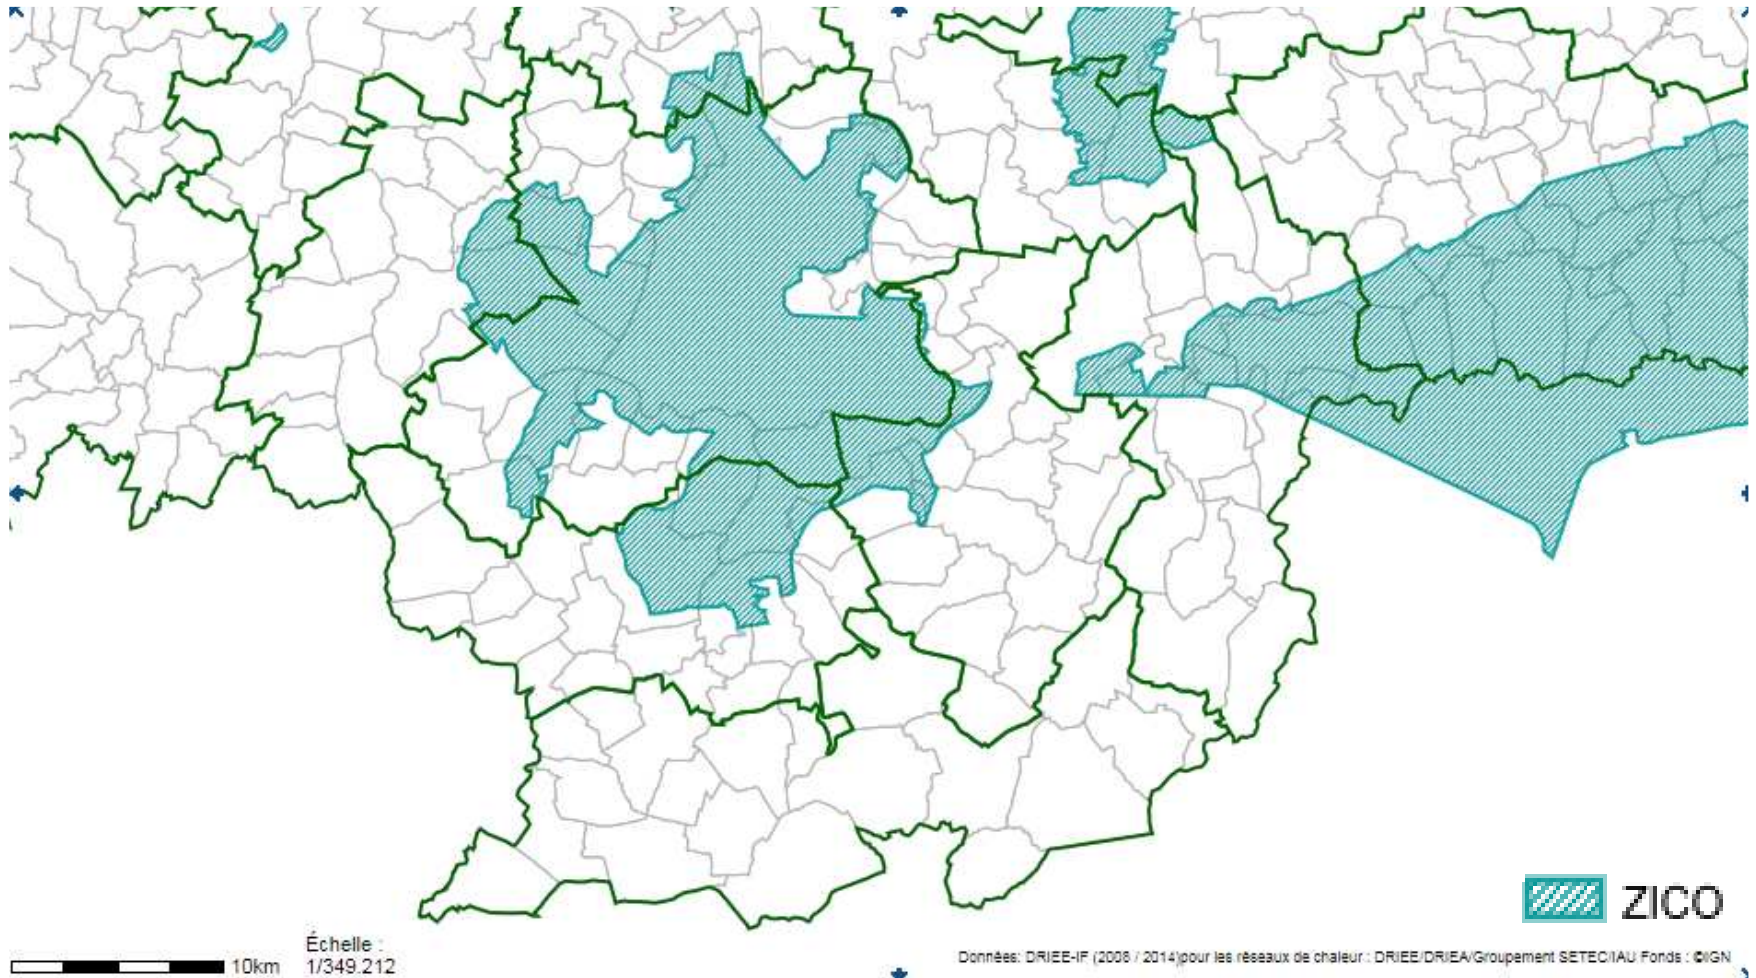 ZICO
Échelle :
10km 1/349.212
Données: DRIEE-IF (2008 / 2014)pour les réseaux de chaleur : DRIEE/DRIEA/Groupement SETEC/IAU Fonds : ©IGN